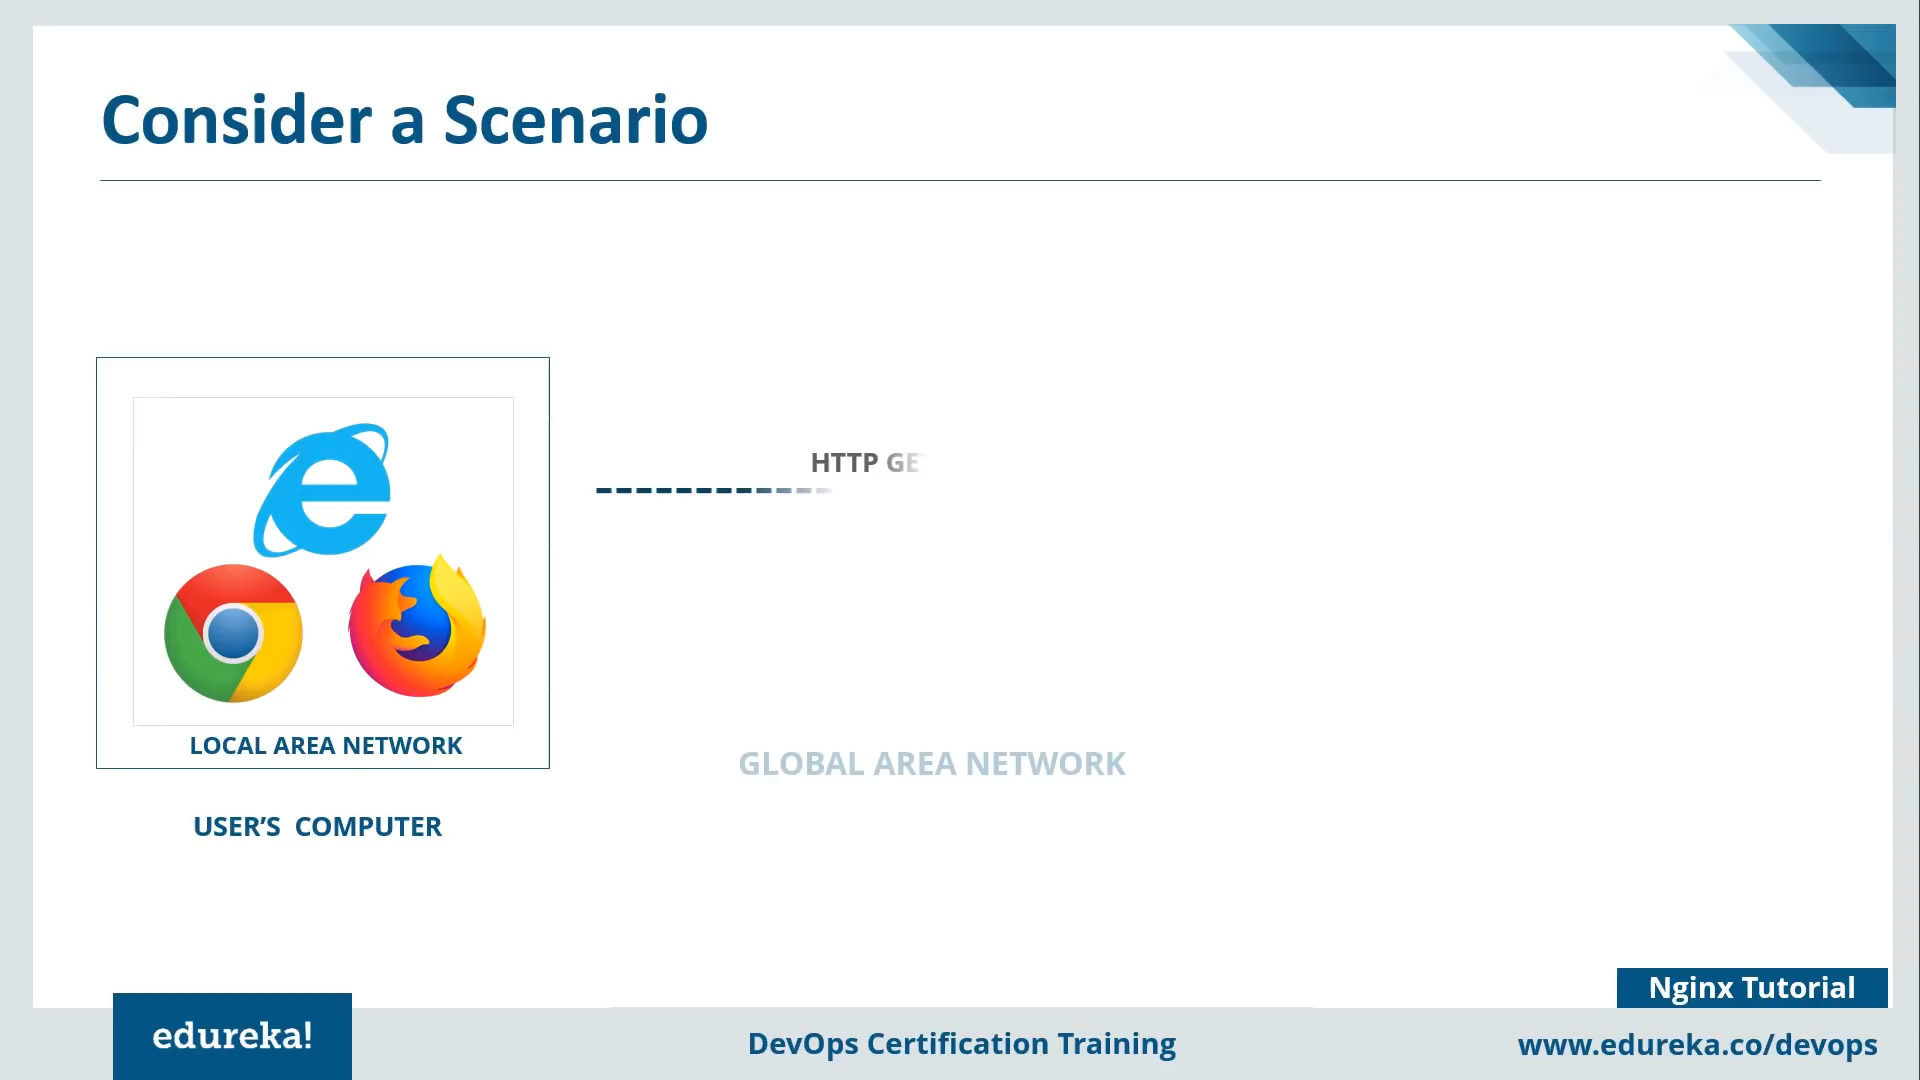 Consider a Scenario
HTTP GE
LOCAL AREA NETWORK
GLOBAL AREA NETWORK
USER’S COMPUTER
Nginx Tutorial
edureka!
DevOps Certification Training
www.edureka.co/devops